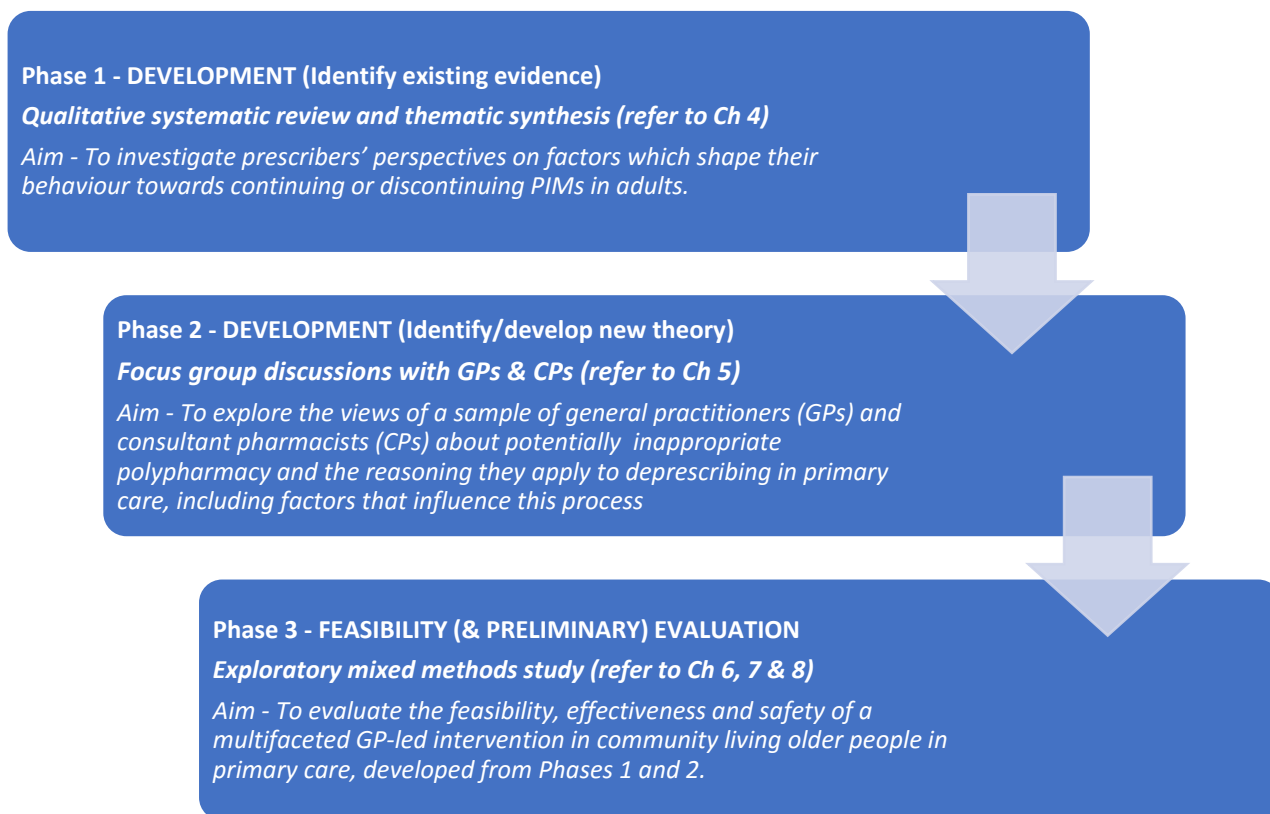 Phase 1 - DEVELOPMENT (Identify existing evidence)
Qualitative systematic review and thematic synthesis (refer to Ch 4)
Aim - To investigate prescribers’ perspectives on factors which shape their
behaviour towards continuing or discontinuing PIMs in adults.
Phase 2 - DEVELOPMENT (Identify/develop new theory)
Focus group discussions with GPs & CPs (refer to Ch 5)
Aim - To explore the views of a sample of general practitioners (GPs) and
consultant pharmacists (CPs) about potentially  inappropriate
polypharmacy and the reasoning they apply to deprescribing in primary
care, including factors that influence this process
Phase 3 - FEASIBILITY (& PRELIMINARY) EVALUATION
Exploratory mixed methods study (refer to Ch 6, 7 & 8)
Aim - To evaluate the feasibility, effectiveness and safety of a
multifaceted GP-led intervention in community living older people in
primary care, developed from Phases 1 and 2.